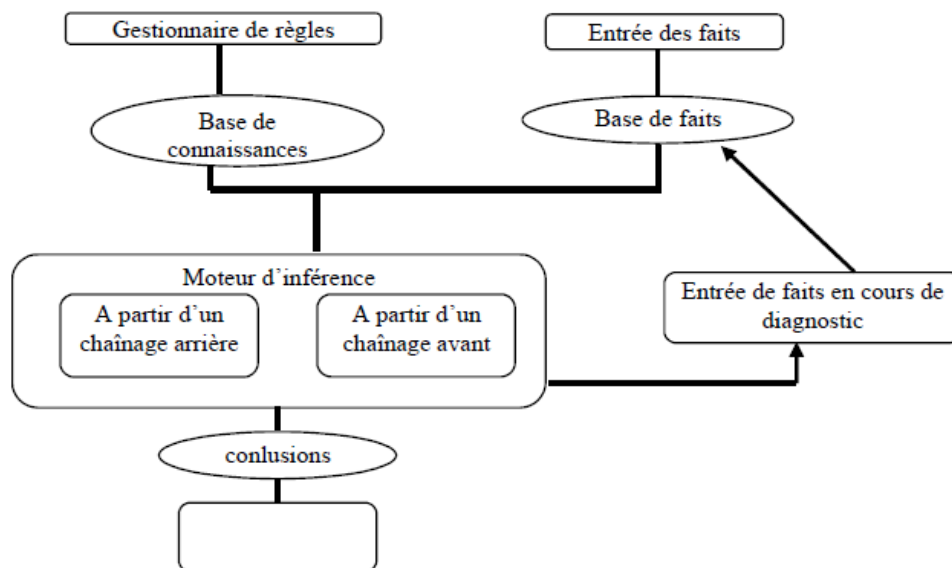 Gestionnaire de règles
Entrée des faits
Base de
connaissances
Base de faits
Moteur d'inférence
A partir d'un
chaînage arrière
A partir d'un
chaînage avant
Entrée de faits en cours de
diagnostic
conlusions